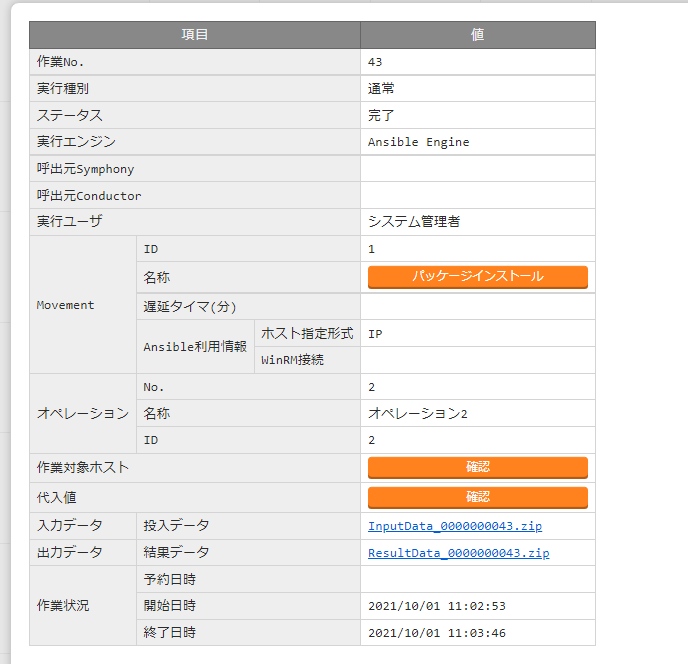 項目 値
作業No. 43
実行種別 通常
ステータス 完了
実行エンジン Ansible Engine
呼出元Symphony
呼出元Conductor
実行ユーザ システム管理者
Movement
ID 1
名称 パッケージインストール
遅延タイマ(分)
Ansible利用情報
ホスト指定形式 IP
WinRM接続
オペレーション
No. 2
名称 オペレーション2
ID 2
作業対象ホスト 確認
代入値 確認
入力データ 投入データ InputData_0000000043.zip
出力データ 結果データ ResultData_0000000043.zip
作業状況
予約日時
開始日時 2021/10/01 11:02:53
終了日時 2021/10/01 11:03:46